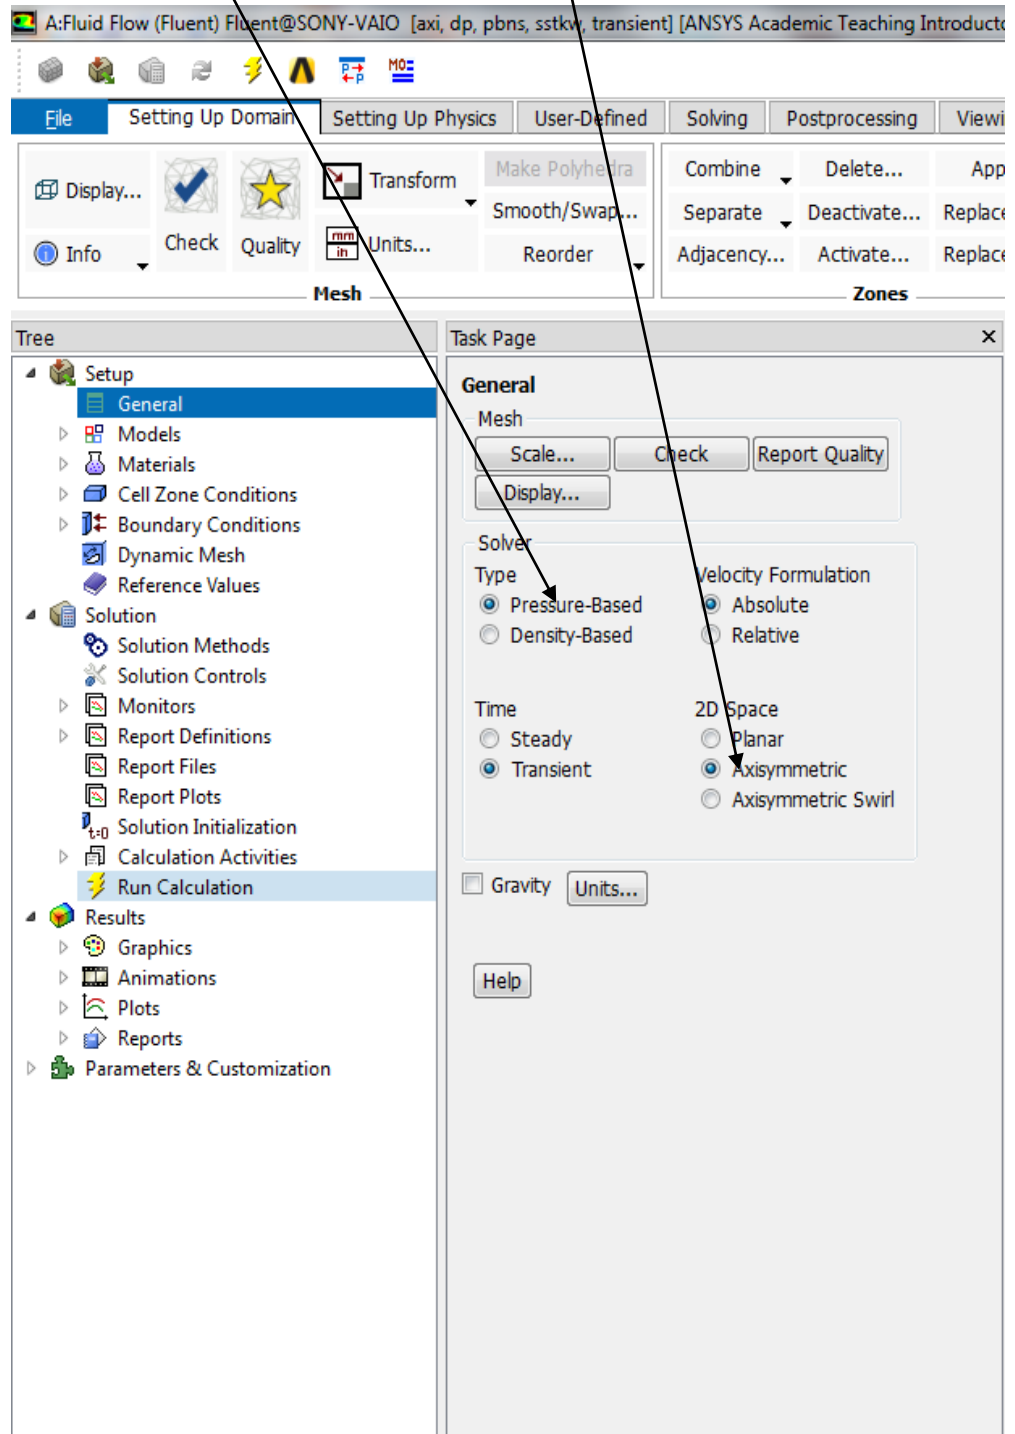 A:Fluid Flow (Fluent) Fluent@SONY-VAIO [axi, dp, pbns, sstkw, transient] [ANSYS Academic Teaching Introducto
File Setting Up Domain Setting Up Physics User-Defined Solving Postprocessing Viewi
Display... Transform Make Polyhedra Combine Delete... App
Smooth/Swap... Separate Deactivate... Replace
Info Check Quality mm in Units... Reorder Adjacency... Activate... Replace
Mesh Zones
Tree
Setup
General
Models
Materials
Cell Zone Conditions
Boundary Conditions
Dynamic Mesh
Reference Values
Solution
Solution Methods
Solution Controls
Monitors
Report Definitions
Report Files
Report Plots
t=0 Solution Initialization
Calculation Activities
Run Calculation
Results
Graphics
Animations
Plots
Reports
Parameters & Customization
Task Page
General
Mesh
Scale... Check Report Quality
Display...
Solver
Type Velocity Formulation
Pressure-Based Absolute
Density-Based Relative
Time 2D Space
Steady Planar
Transient Axisymmetric
Axisymmetric Swirl
Gravity Units...
Help